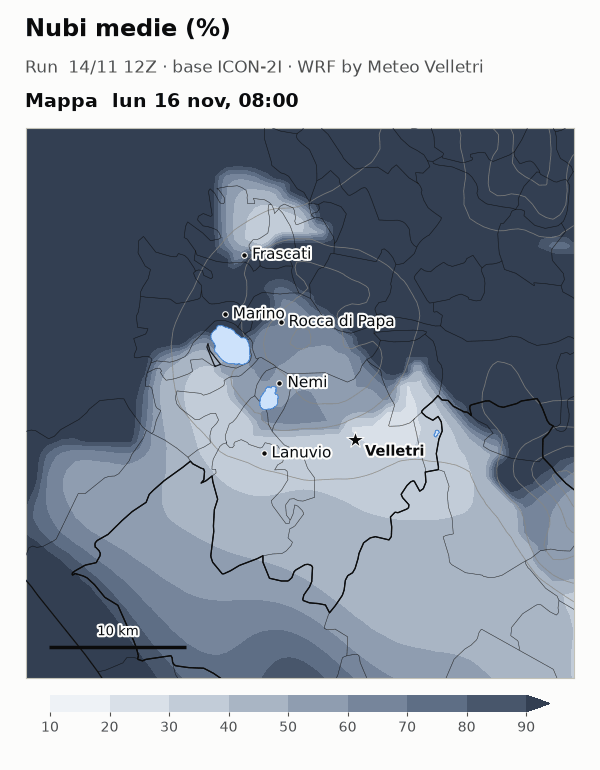 Nubi medie (%)
Run 14/11 12Z · base ICON-2I · WRF by Meteo Velletri
Mappa lun 16 nov, 08:00
Frascati
Marino
Rocca di Papa
Nemi
Velletri
Lanuvio
10 km
10 20 30 40 50 60 70 80 90